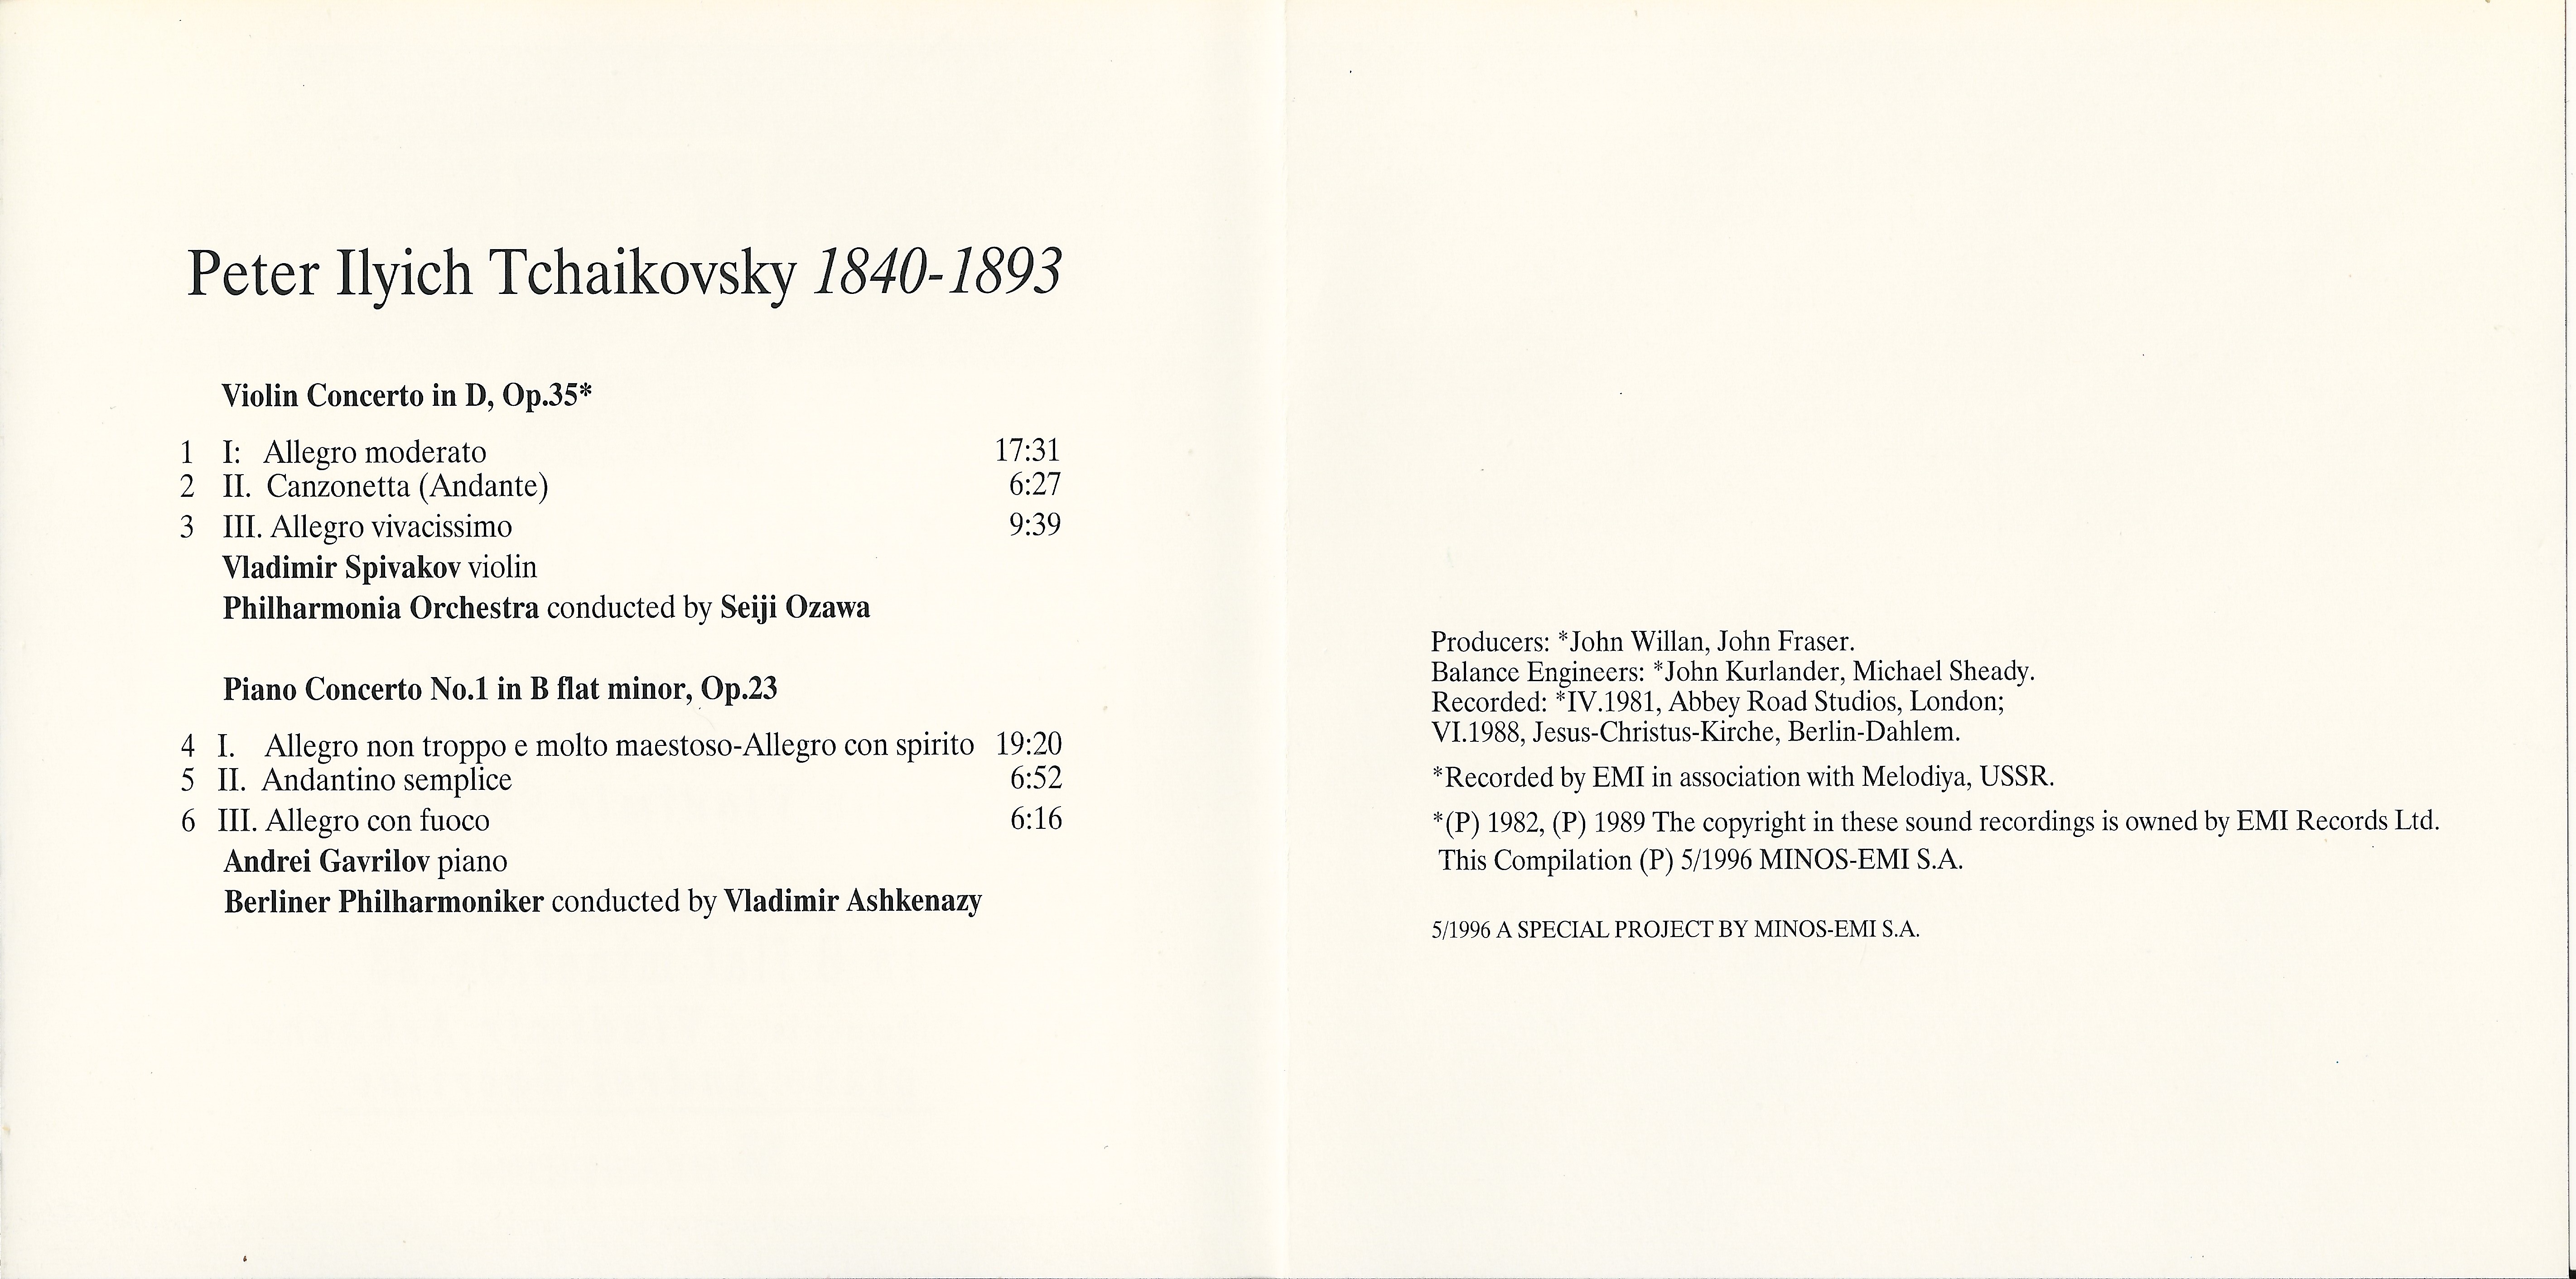 Peter Ilyich Tchaikovsky 1840-1893
Violin Concerto in D, Op.35*
1 I: Allegro moderato 17:31
2 II. Canzonetta (Andante) 6:27
3 III. Allegro vivacissimo 9:39
Vladimir Spivakov violin
Philharmonia Orchestra conducted by Seiji Ozawa
Piano Concerto No.1 in B flat minor, Op.23
4 I. Allegro non troppo e molto maestoso-Allegro con spirito 19:20
5 II. Andantino semplice 6:52
6 III. Allegro con fuoco 6:16
Andrei Gavrilov piano
Berliner Philharmoniker conducted by Vladimir Ashkenazy
Producers: *John Willan, John Fraser.
Balance Engineers: *John Kurlander, Michael Sheady.
Recorded: *IV.1981, Abbey Road Studios, London;
VI.1988, Jesus-Christus-Kirche, Berlin-Dahlem.
*Recorded by EMI in association with Melodiya, USSR.
*(P) 1982, (P) 1989 The copyright in these sound recordings is owned by EMI Records Ltd.
This Compilation (P) 5/1996 MINOS-EMI S.A.
5/1996 A SPECIAL PROJECT BY MINOS-EMI S.A.